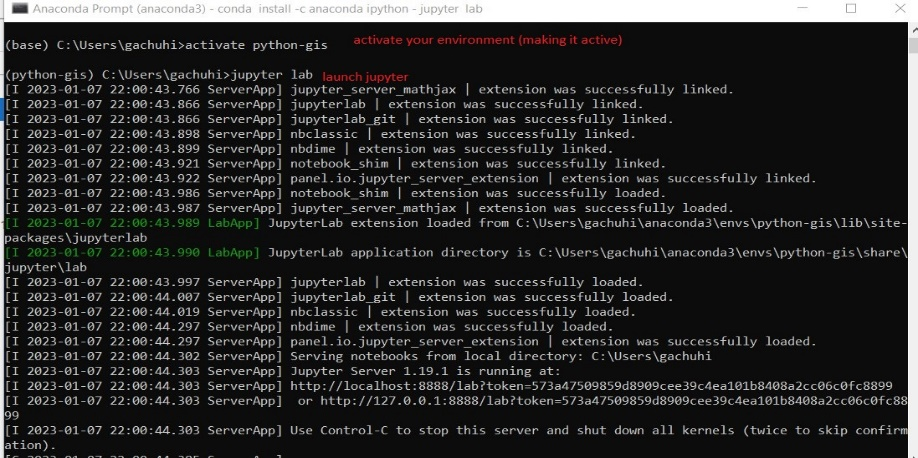 Anaconda Prompt (anaconda3) - conda install -c anaconda ipython - jupyter lab
(base) C:\Users\gachuhi>activate python-gis activate your environment (making it active)
(python-gis) C:\Users\gachuhi>jupyter lab launch jupyter
[I 2023-01-07 22:00:43.766 ServerApp] jupyter_server_mathjax | extension was successfully linked.
[I 2023-01-07 22:00:43.866 ServerApp] jupyterlab | extension was successfully linked.
[I 2023-01-07 22:00:43.866 ServerApp] jupyterlab_git | extension was successfully linked.
[I 2023-01-07 22:00:43.898 ServerApp] nbclassic | extension was successfully linked.
[I 2023-01-07 22:00:43.899 ServerApp] nbdime | extension was successfully linked.
[I 2023-01-07 22:00:43.921 ServerApp] notebook_shim | extension was successfully linked.
[I 2023-01-07 22:00:43.922 ServerApp] panel.io.jupyter_server_extension | extension was successfully linked.
[I 2023-01-07 22:00:43.986 ServerApp] notebook_shim | extension was successfully loaded.
[I 2023-01-07 22:00:43.987 ServerApp] jupyter_server_mathjax | extension was successfully loaded.
[I 2023-01-07 22:00:43.989 LabApp] JupyterLab extension loaded from C:\Users\gachuhi\anaconda3\envs\python-gis\lib\site-
packages\jupyterlab
[I 2023-01-07 22:00:43.990 LabApp] JupyterLab application directory is C:\Users\gachuhi\anaconda3\envs\python-gis\share\
jupyter\lab
[I 2023-01-07 22:00:43.997 ServerApp] jupyterlab | extension was successfully loaded.
[I 2023-01-07 22:00:44.007 ServerApp] jupyterlab_git | extension was successfully loaded.
[I 2023-01-07 22:00:44.019 ServerApp] nbclassic | extension was successfully loaded.
[I 2023-01-07 22:00:44.297 ServerApp] nbdime | extension was successfully loaded.
[I 2023-01-07 22:00:44.297 ServerApp] panel.io.jupyter_server_extension | extension was successfully loaded.
[I 2023-01-07 22:00:44.302 ServerApp] Serving notebooks from local directory: C:\Users\gachuhi
[I 2023-01-07 22:00:44.303 ServerApp] Jupyter Server 1.19.1 is running at:
[I 2023-01-07 22:00:44.303 ServerApp] http://localhost:8888/lab?token=573a47509859d8909cee39c4ea101b8408a2cc06c0fc8899
[I 2023-01-07 22:00:44.303 ServerApp]  or http://127.0.0.1:8888/lab?token=573a47509859d8909cee39c4ea101b8408a2cc06c0fc88
99
[I 2023-01-07 22:00:44.303 ServerApp] Use Control-C to stop this server and shut down all kernels (twice to skip confirm
ation).